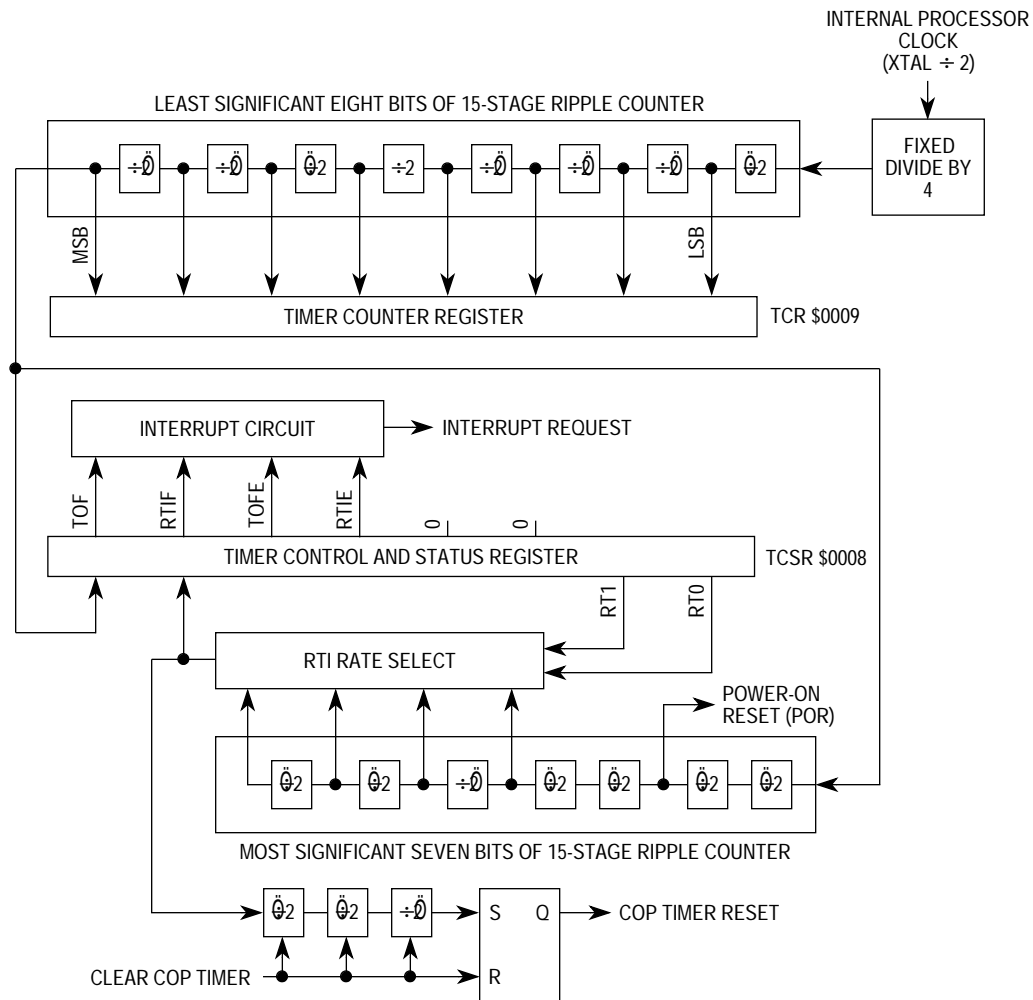 INTERNAL PROCESSOR
CLOCK
(XTAL ÷ 2)
LEAST SIGNIFICANT EIGHT BITS OF 15-STAGE RIPPLE COUNTER
FIXED
DIVIDE BY
4
÷2
MSB
LSB
TIMER COUNTER REGISTER
TCR $0009
INTERRUPT CIRCUIT
INTERRUPT REQUEST
TOF
RTIF
TOFE
RTIE
0
0
TIMER CONTROL AND STATUS REGISTER
TCSR $0008
RT1
RT0
RTI RATE SELECT
POWER-ON
RESET (POR)
MOST SIGNIFICANT SEVEN BITS OF 15-STAGE RIPPLE COUNTER
S Q
COP TIMER RESET
CLEAR COP TIMER
R